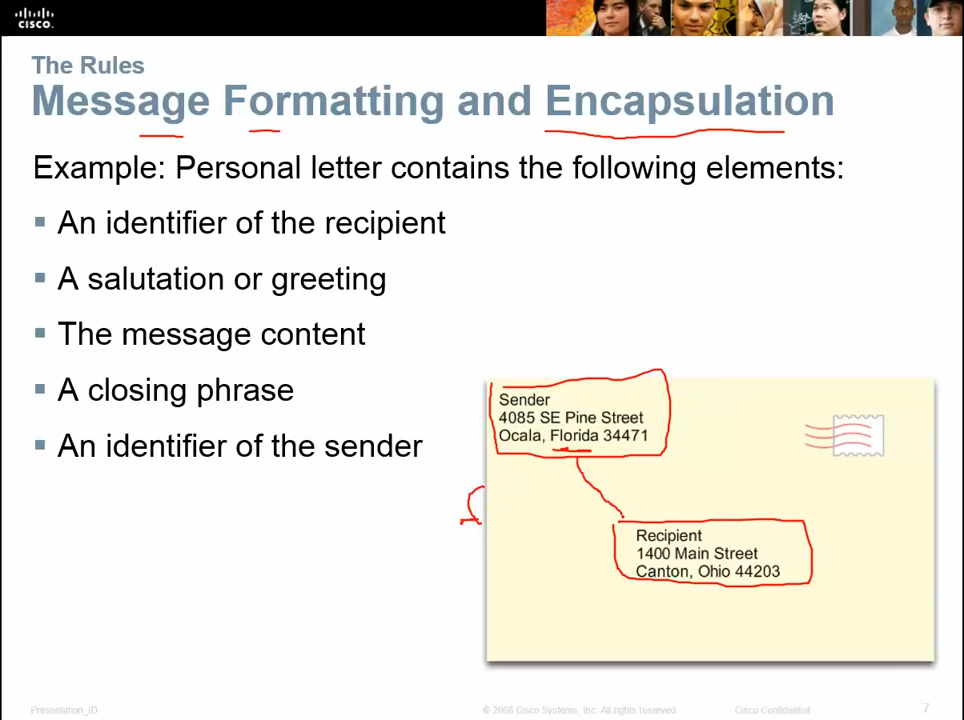 CISCO
The Rules
Message Formatting and Encapsulation
Example: Personal letter contains the following elements:
An identifier of the recipient
A salutation or greeting
The message content
A closing phrase
An identifier of the sender
Sender
4085 SE Pine Street
Ocala, Florida 34471
Recipient
1400 Main Street
Canton, Ohio 44203
Presentation_ID
© 2008 Cisco Systems, Inc. All rights reserved.
Cisco Confidential
7